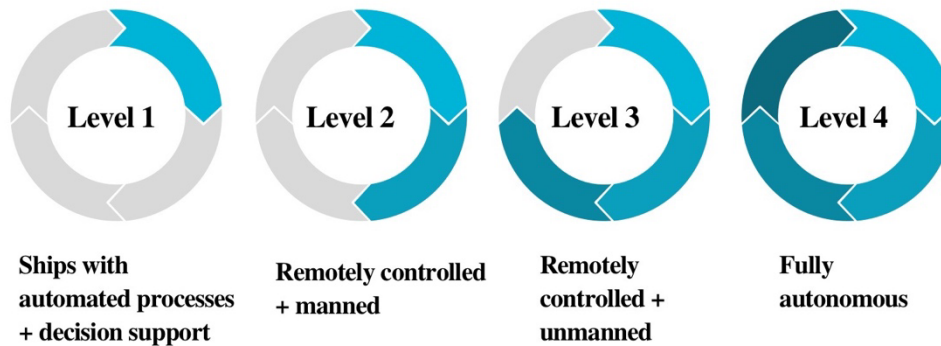 Level 1
Level 2
Level 3
Level 4
Ships with
automated processes
+ decision support
Remotely controlled
+ manned
Remotely
controlled +
unmanned
Fully
autonomous